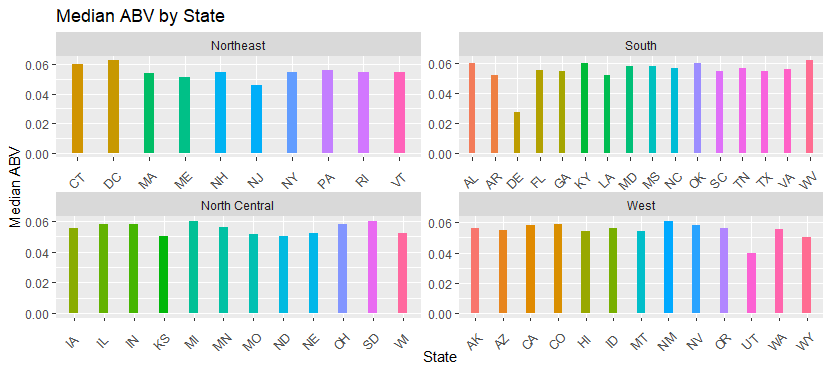 Median ABV by State
Northeast
South
0.06
0.04
0.02
0.00
0.06
0.04
0.02
0.00
CT DC MA ME NH NJ NY PA RI VT
AL AR DE FL GA KY LA MD MS NC OK SC TN TX VA WV
Median ABV
North Central
West
0.06
0.04
0.02
0.00
0.06
0.04
0.02
0.00
IA IL IN KS MI MN MO ND NE OH SD WI
AK AZ CA CO HI ID MT NM NV OR UT WA WY
State